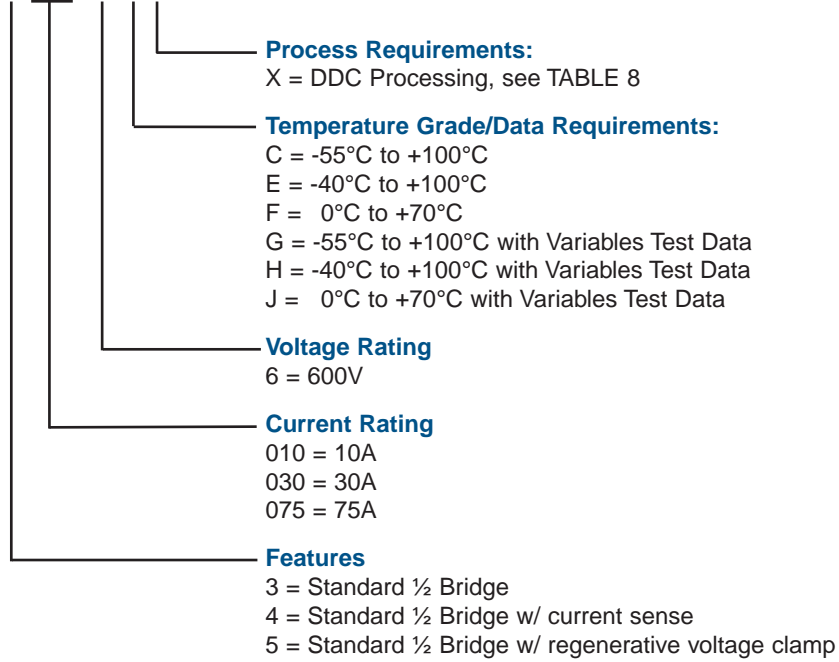 Process Requirements:
X = DDC Processing, see TABLE 8
Temperature Grade/Data Requirements:
C = -55°C to +100°C
E = -40°C to +100°C
F =   0°C to +70°C
G = -55°C to +100°C with Variables Test Data
H = -40°C to +100°C with Variables Test Data
J =   0°C to +70°C with Variables Test Data
Voltage Rating
6 = 600V
Current Rating
010 = 10A
030 = 30A
075 = 75A
Features
3 = Standard ½ Bridge
4 = Standard ½ Bridge w/ current sense
5 = Standard ½ Bridge w/ regenerative voltage clamp